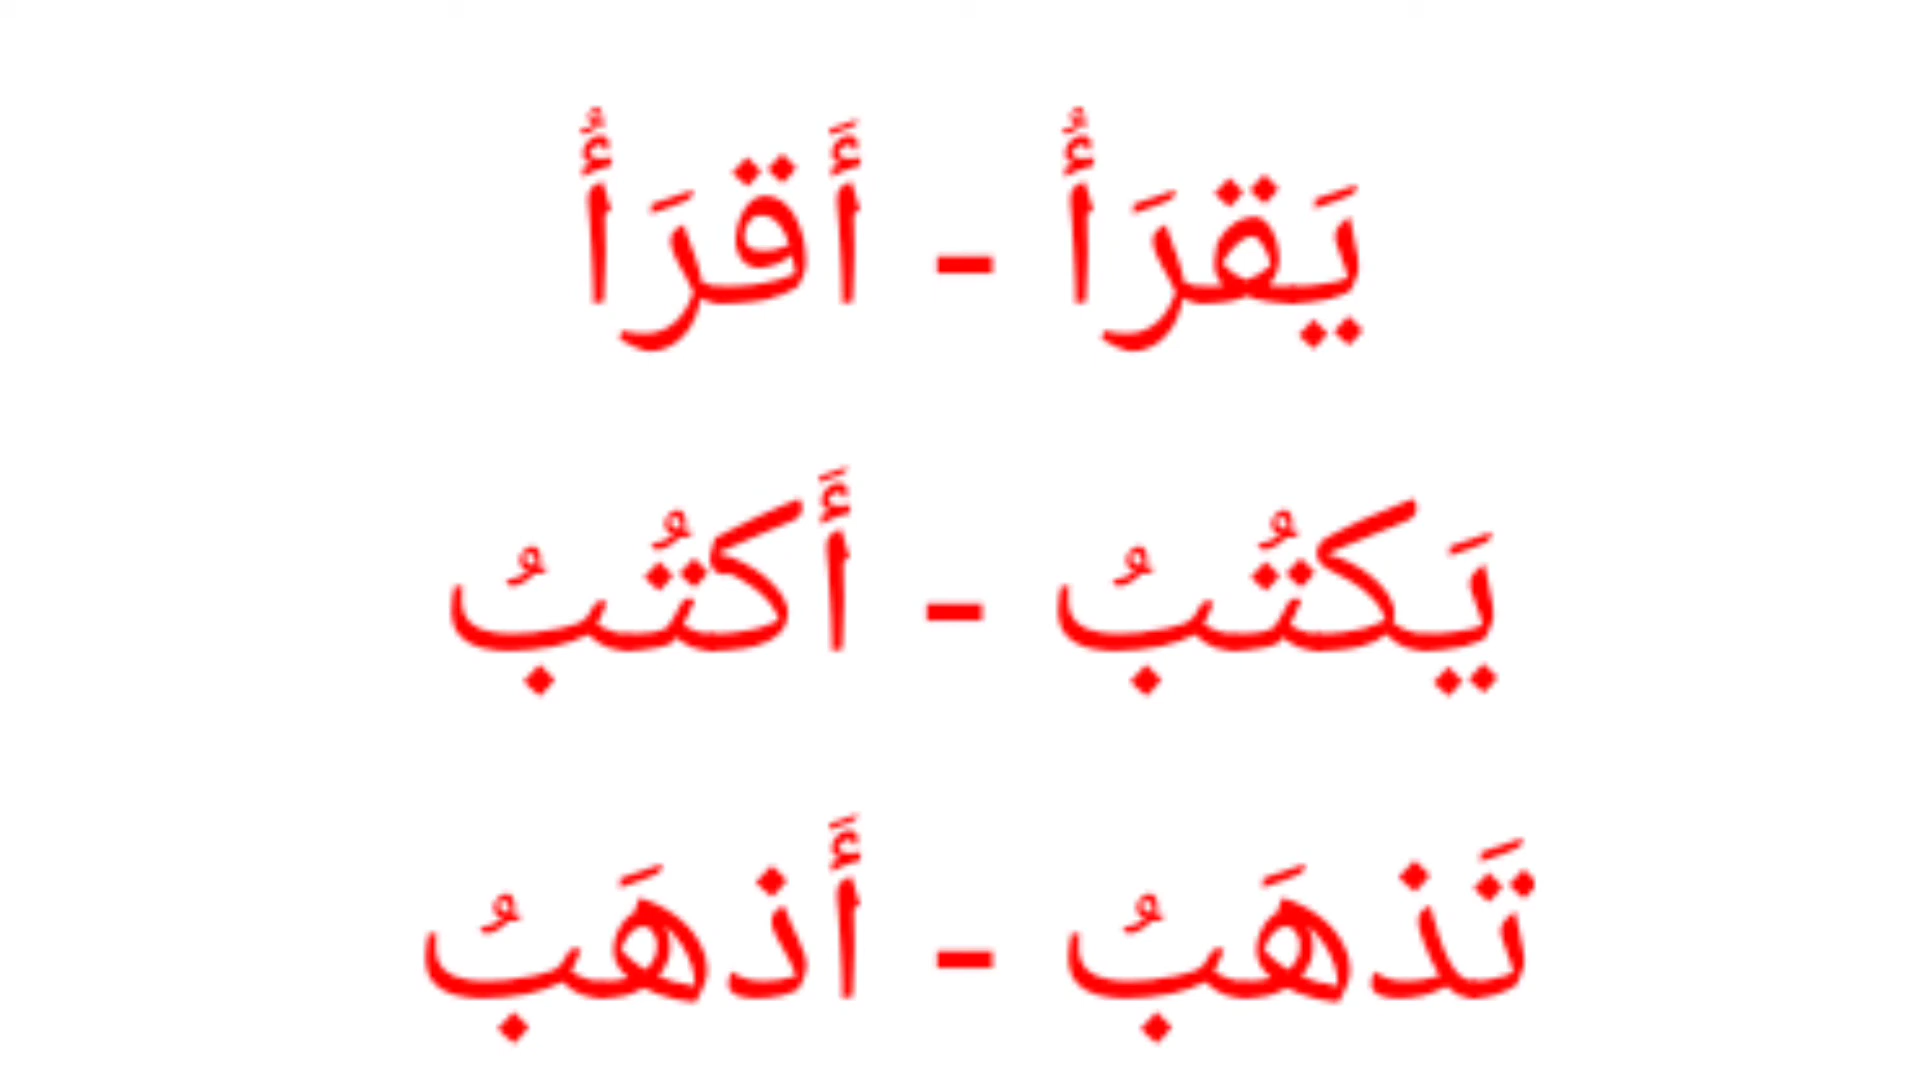 يَقرَأُ - أَقرَأُ
يَكتُبُ - أَكتُبُ
تَذهَبُ - أَذهَبُ